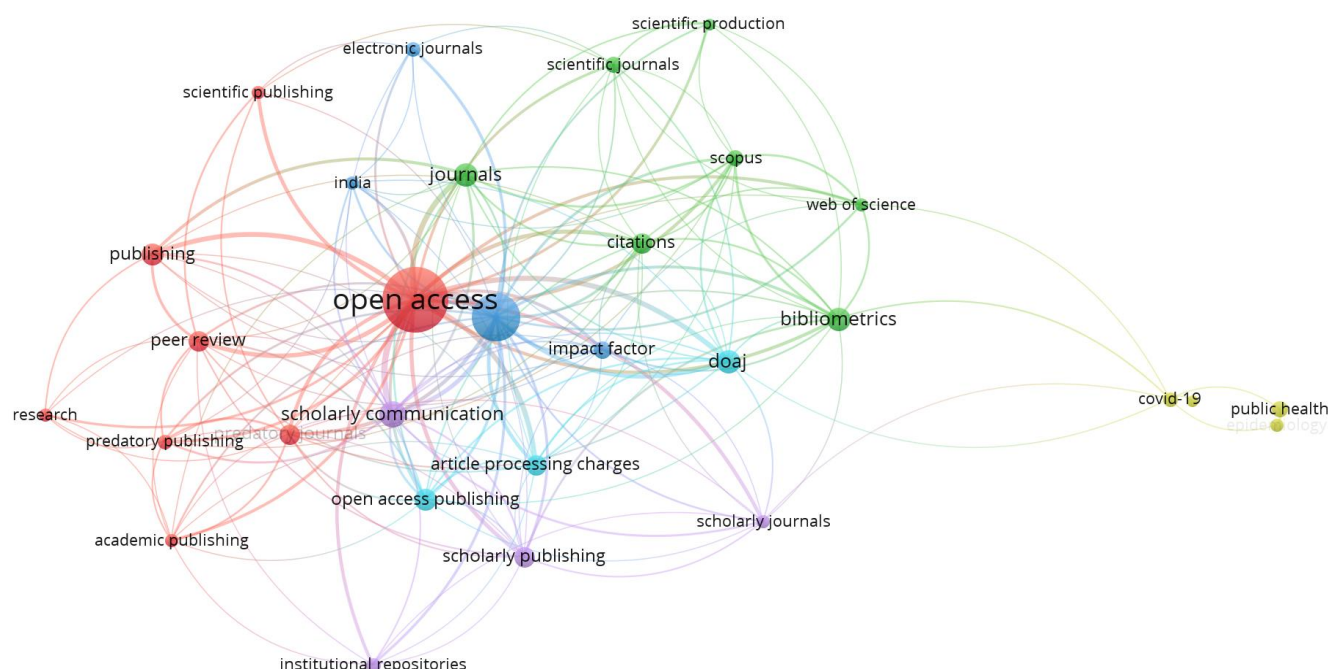 scientific production
electronic journals
scientific journals
scientific publishing
scopus
journals
india
web of science
citations
publishing
open access
bibliometrics
peer review
impact factor
doaj
covid-19
public health
research
scholarly communication
epidemiology
predatory journals
predatory publishing
article processing charges
open access publishing
scholarly journals
academic publishing
scholarly publishing
institutional repositories